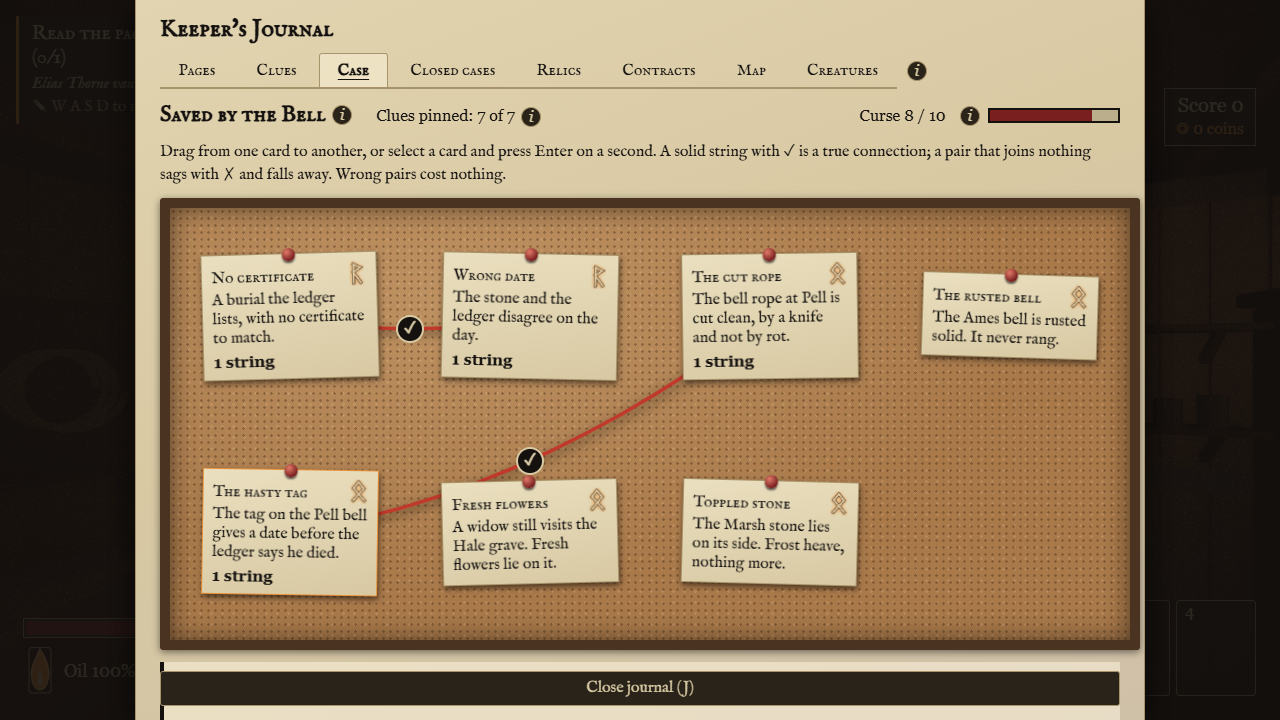 Keeper's Journal
Pages
Clues
Case
Closed cases
Relics
Contracts
Map
Creatures
Saved by the Bell
Clues pinned: 7 of 7
Curse 8 / 10
Drag from one card to another, or select a card and press Enter on a second. A solid string with ✓ is a true connection; a pair that joins nothing
sags with ✗ and falls away. Wrong pairs cost nothing.
No certificate
A burial the ledger
lists, with no certificate
to match.
1 string
Wrong date
The stone and the
ledger disagree on the
day.
1 string
The cut rope
The bell rope at Pell is
cut clean, by a knife
and not by rot.
1 string
The rusted bell
The Ames bell is rusted
solid. It never rang.
The hasty tag
The tag on the Pell bell
gives a date before the
ledger says he died.
1 string
Fresh flowers
A widow still visits the
Hale grave. Fresh
flowers lie on it.
Toppled stone
The Marsh stone lies
on its side. Frost heave,
nothing more.
Close journal (J)
Read the
(0/1)
Elias Thorne
W A S D to
Score 0
0 coins
Oil 100%
4